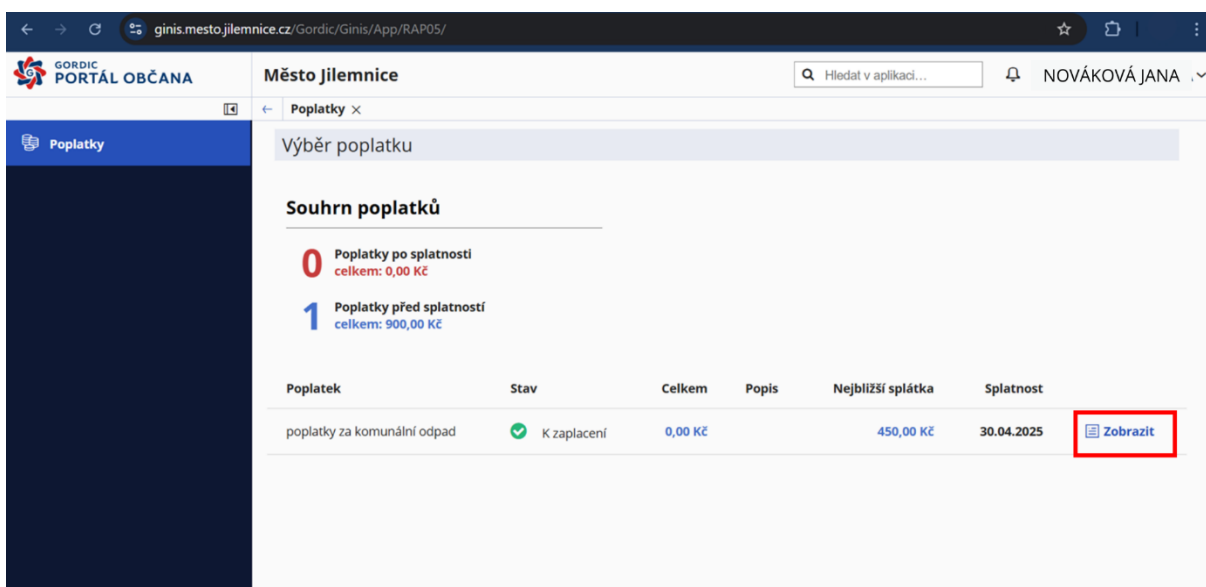 ginis.mesto.jilemnice.cz/Gordic/Ginis/App/RAP05/
GORDIC
PORTÁL OBČANA
Město Jilemnice
Hledat v aplikaci...
NOVÁKOVÁ JANA
Poplatky
Poplatky
Výběr poplatku
Souhrn poplatků
0 Poplatky po splatnosti
celkem: 0,00 Kč
1 Poplatky před splatností
celkem: 900,00 Kč
Poplatek Stav Celkem Popis Nejbližší splátka Splatnost
poplatky za komunální odpad K zaplacení 0,00 Kč 450,00 Kč 30.04.2025 Zobrazit